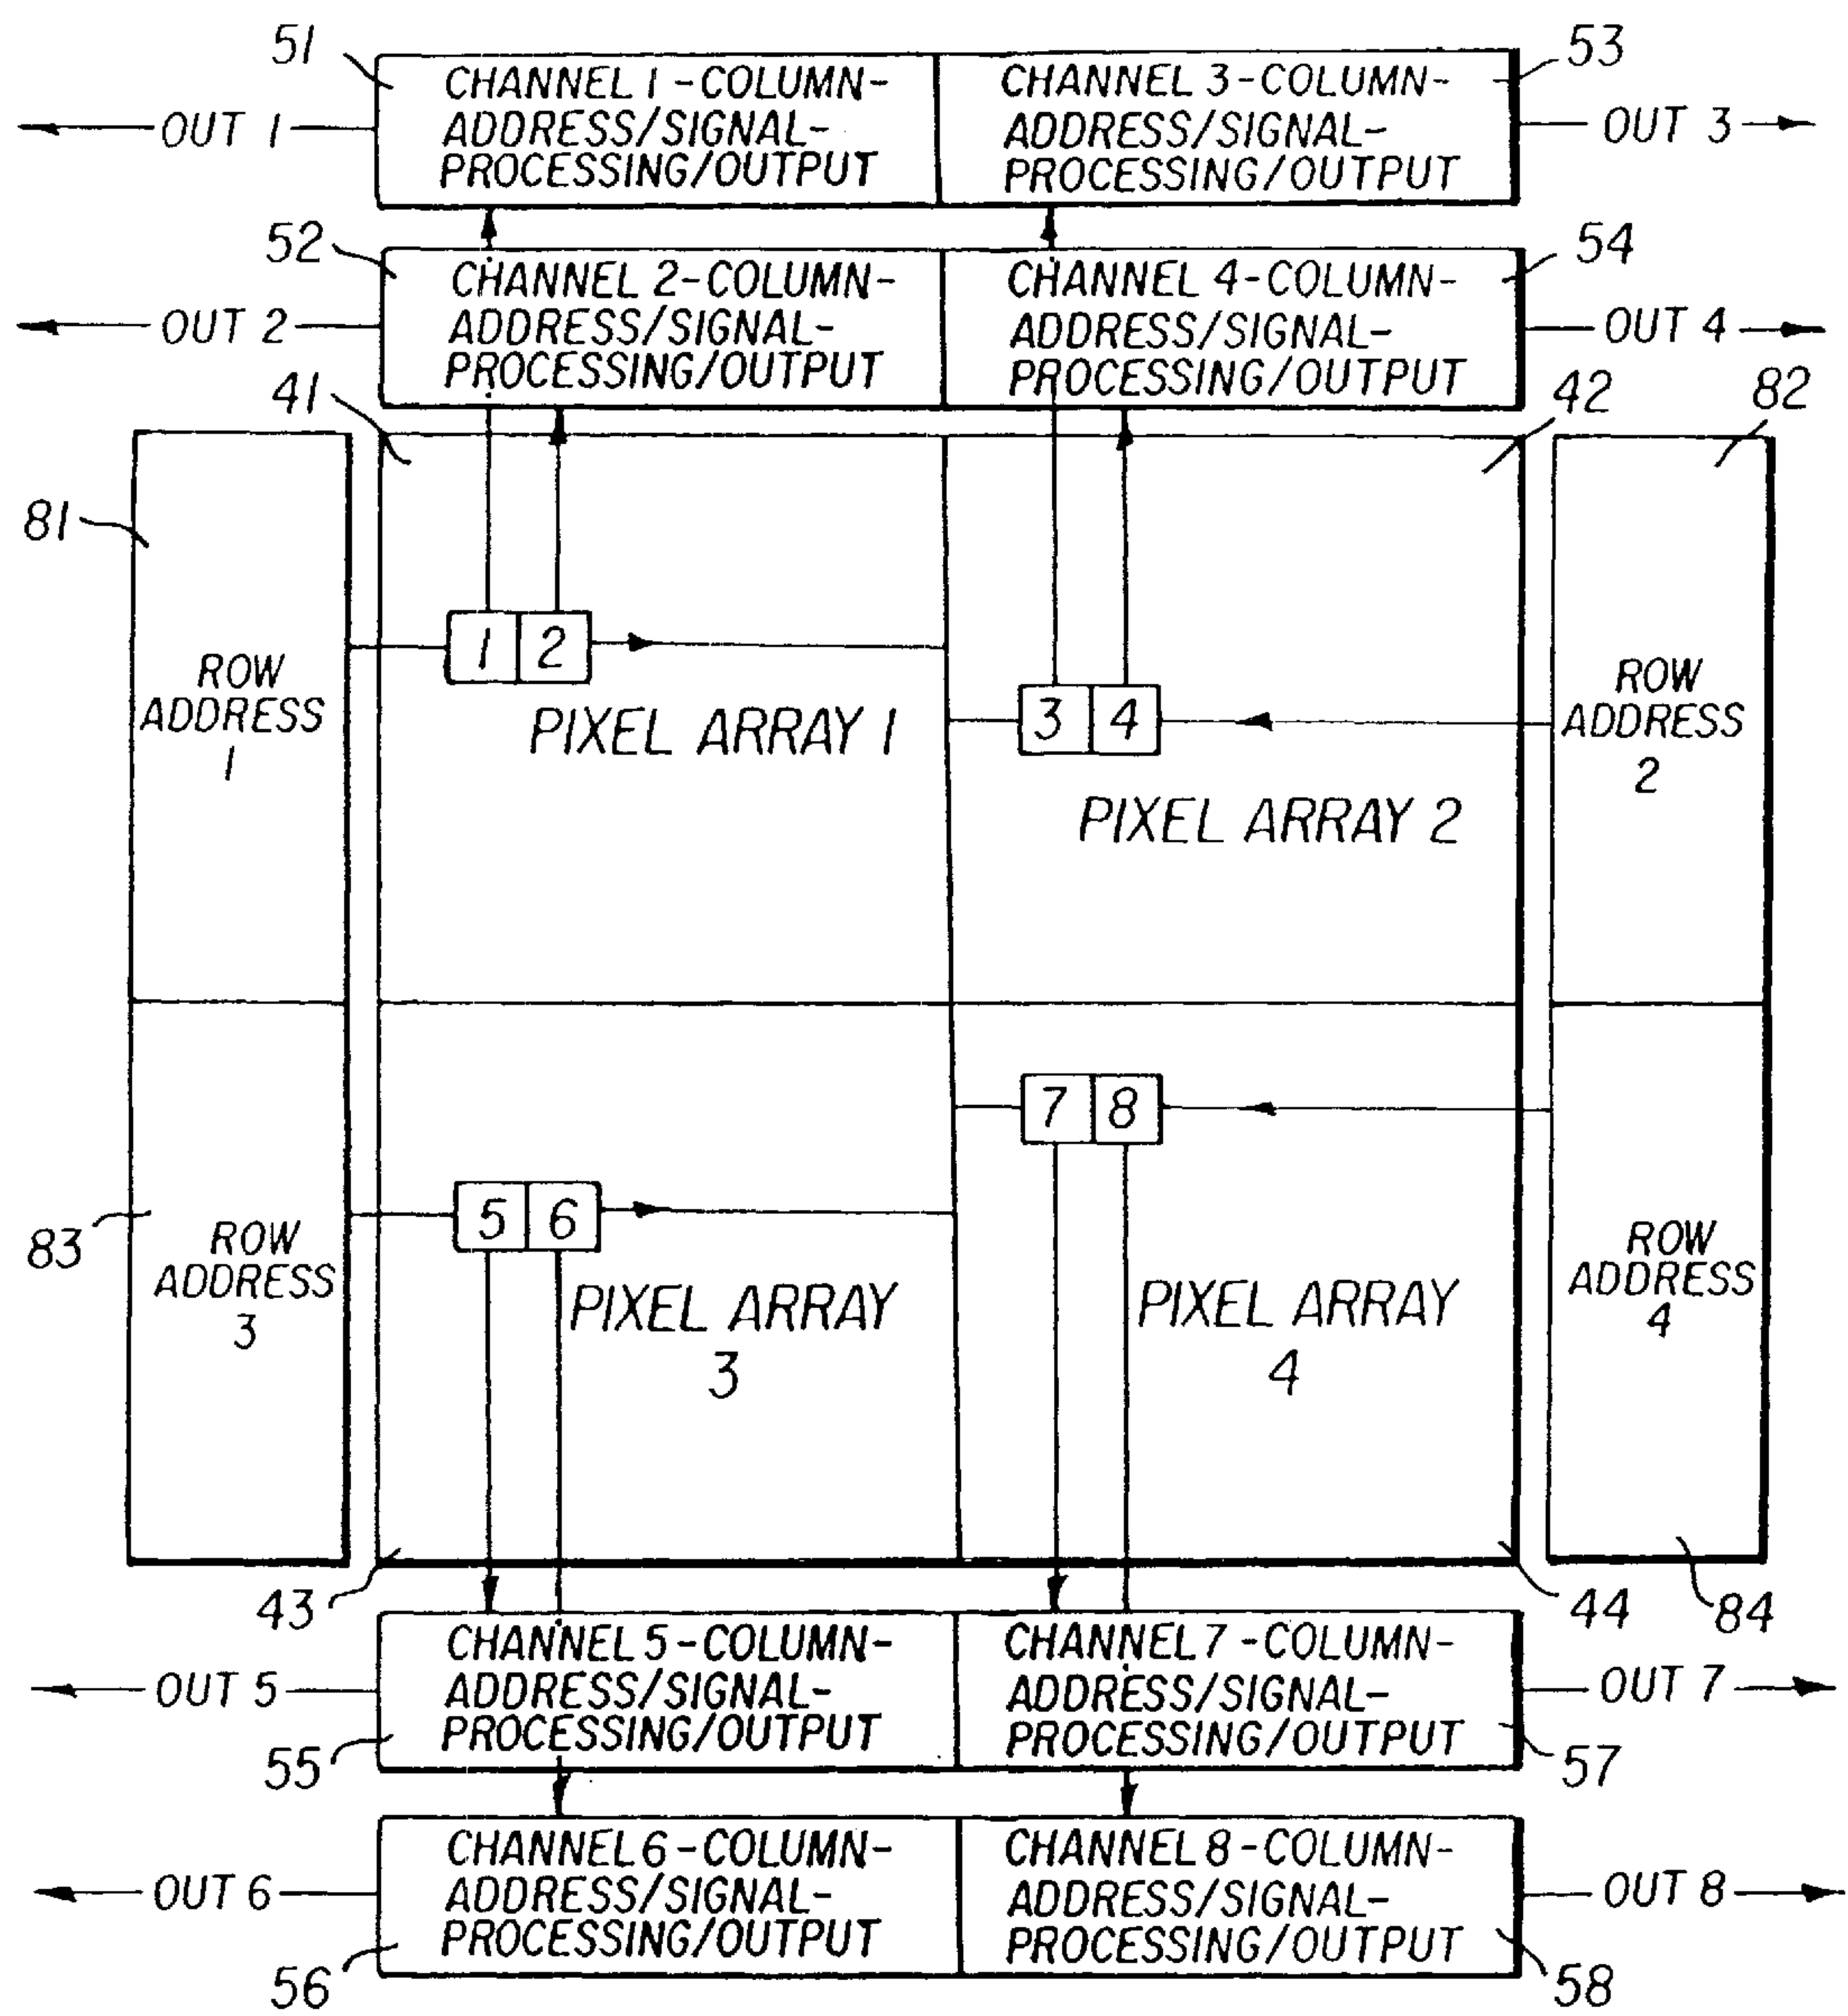 51
CHANNEL 1-COLUMN-
ADDRESS/SIGNAL-
PROCESSING/OUTPUT
CHANNEL 3-COLUMN-
ADDRESS/SIGNAL-
PROCESSING/OUTPUT
53
OUT 1
OUT 3
52
CHANNEL 2-COLUMN-
ADDRESS/SIGNAL-
PROCESSING/OUTPUT
CHANNEL 4-COLUMN-
ADDRESS/SIGNAL-
PROCESSING/OUTPUT
54
OUT 2
OUT 4
41
42
82
81
ROW
ADDRESS
1
1 2
PIXEL ARRAY 1
3 4
PIXEL ARRAY 2
ROW
ADDRESS
2
83
ROW
ADDRESS
3
5 6
PIXEL ARRAY
3
7 8
PIXEL ARRAY
4
ROW
ADDRESS
4
43
44
84
CHANNEL 5-COLUMN-
ADDRESS/SIGNAL-
PROCESSING/OUTPUT
CHANNEL 7-COLUMN-
ADDRESS/SIGNAL-
PROCESSING/OUTPUT
OUT 5
OUT 7
55
57
CHANNEL 6-COLUMN-
ADDRESS/SIGNAL-
PROCESSING/OUTPUT
CHANNEL 8-COLUMN-
ADDRESS/SIGNAL-
PROCESSING/OUTPUT
OUT 6
OUT 8
56
58